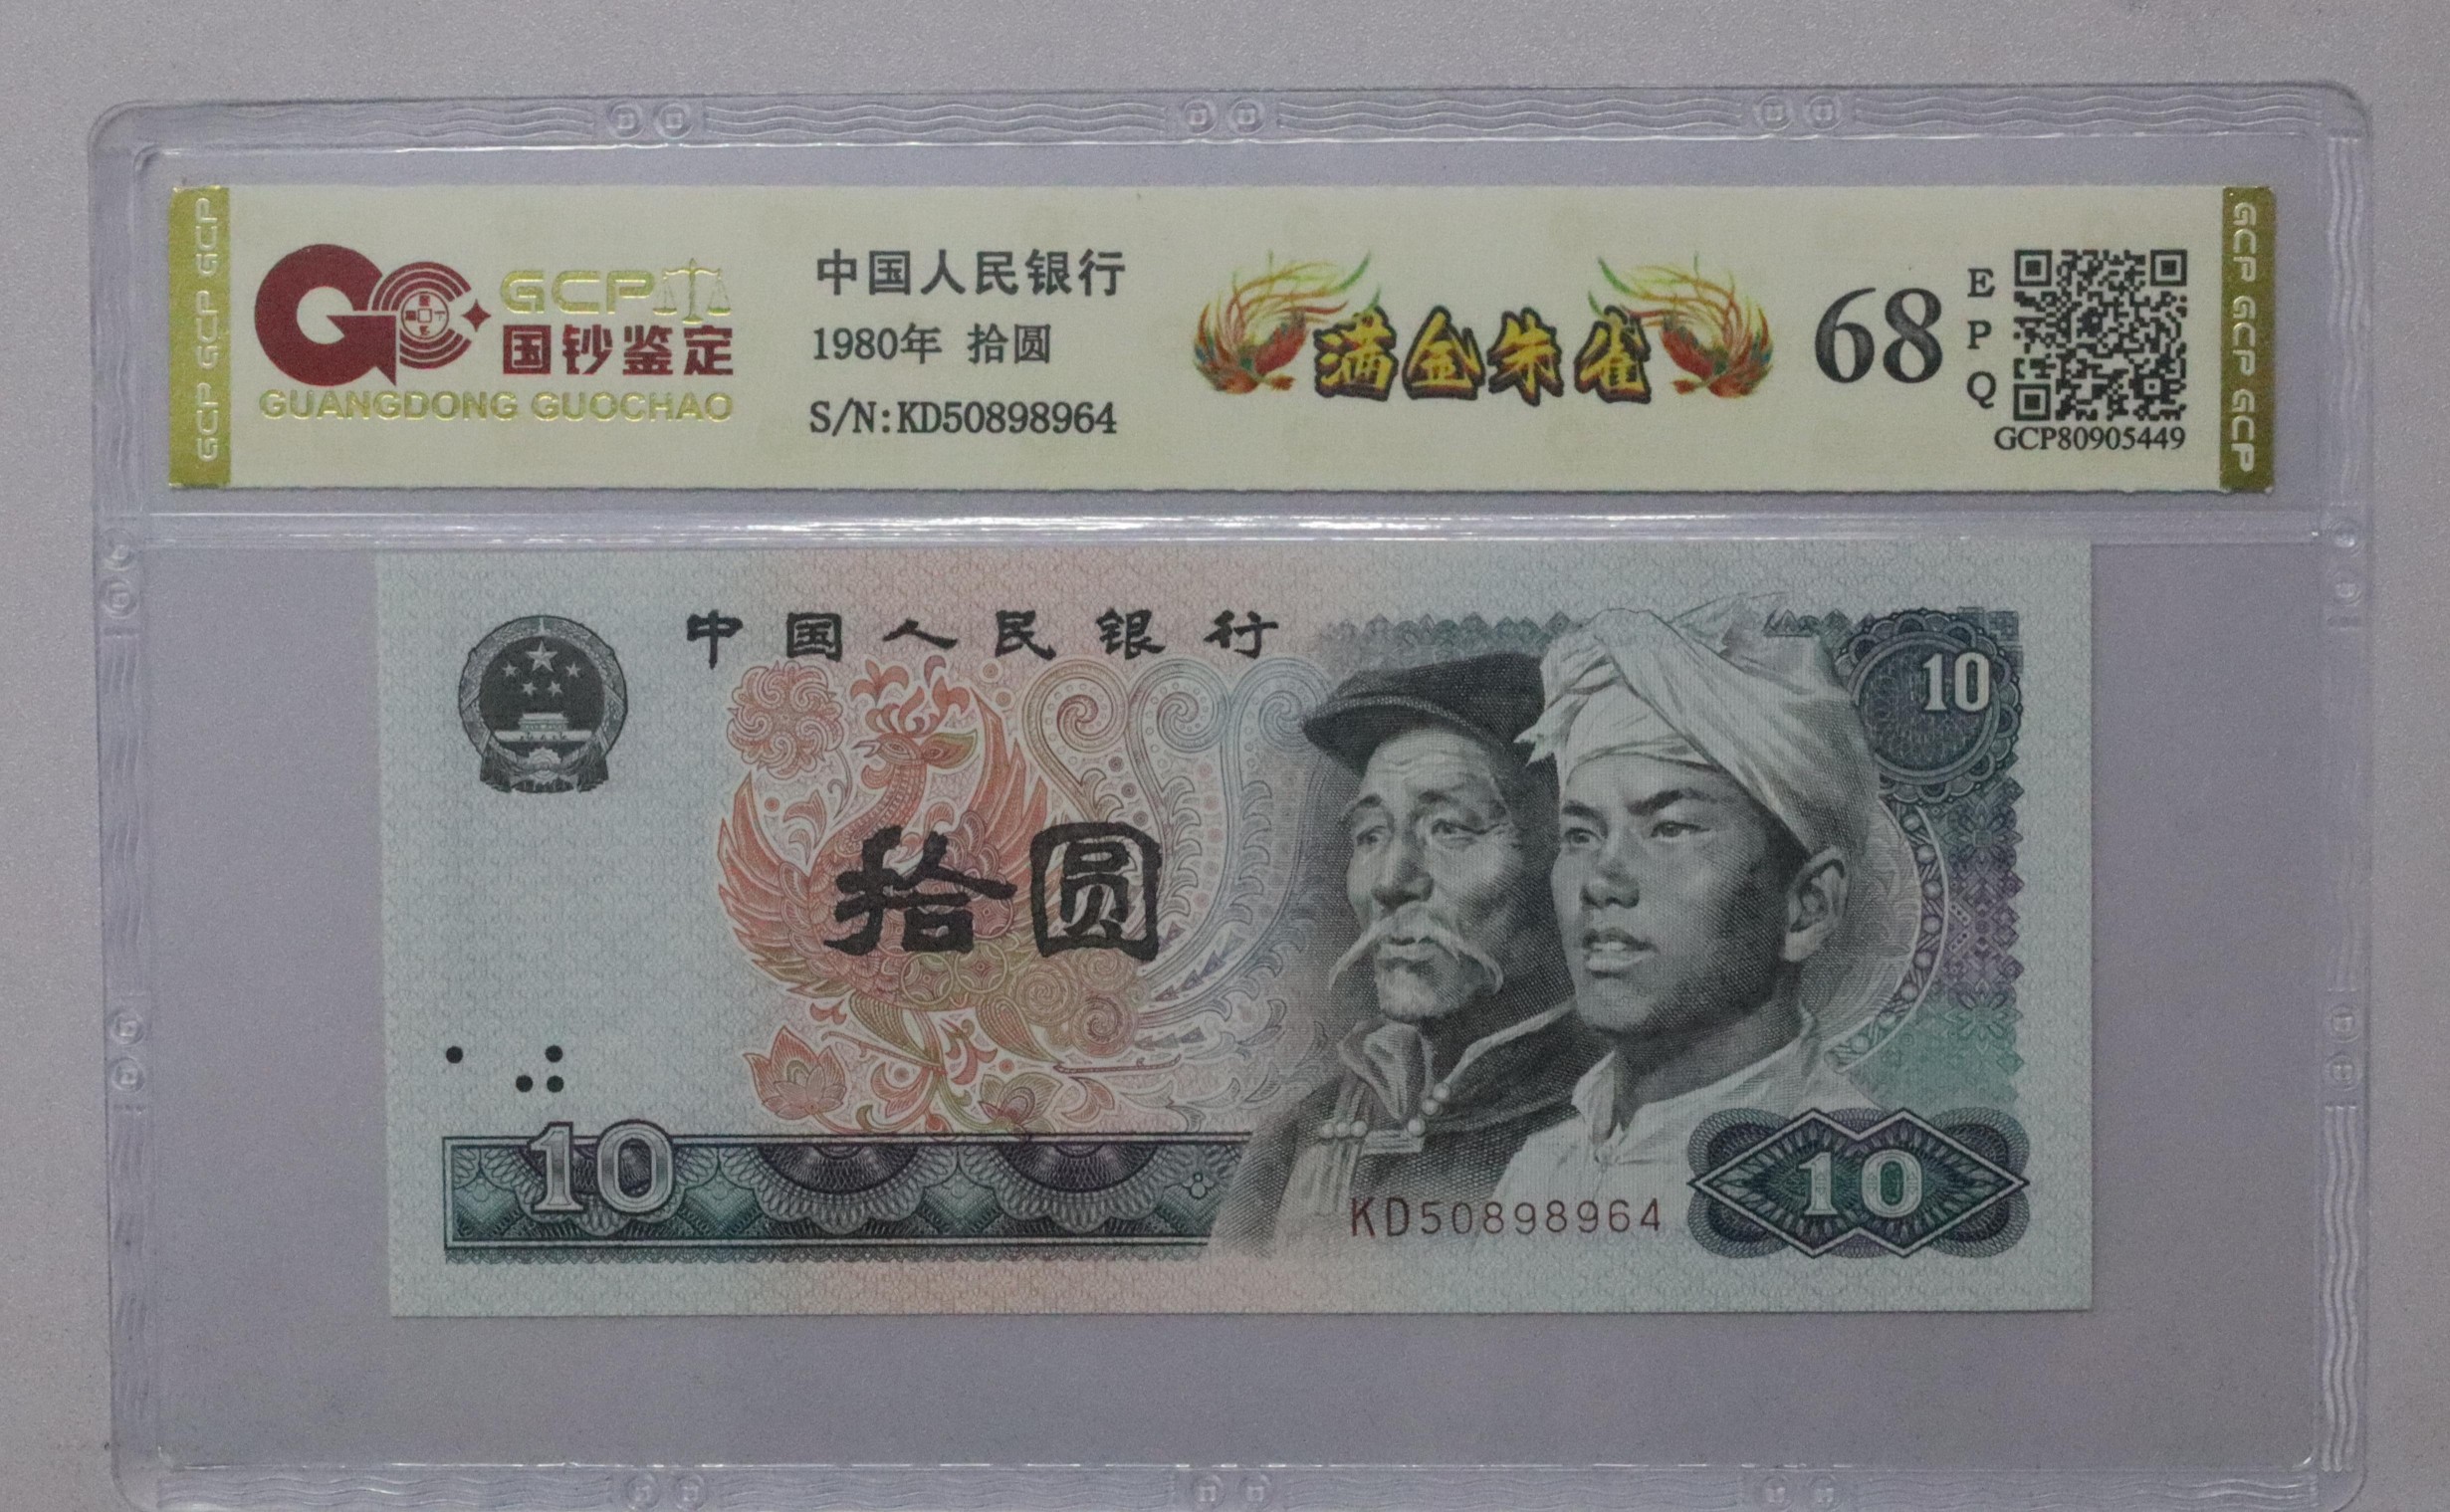 GCP GCP GCP
GCP
国钞鉴定
GUANGDONG GUOCHAO
中国人民银行
1980年 拾圆
S/N:KD50898964
满金朱雀
68
EPQ
GCP80905449
GCP GCP GCP
中国人民银行
10
拾圆
10
KD50898964
10